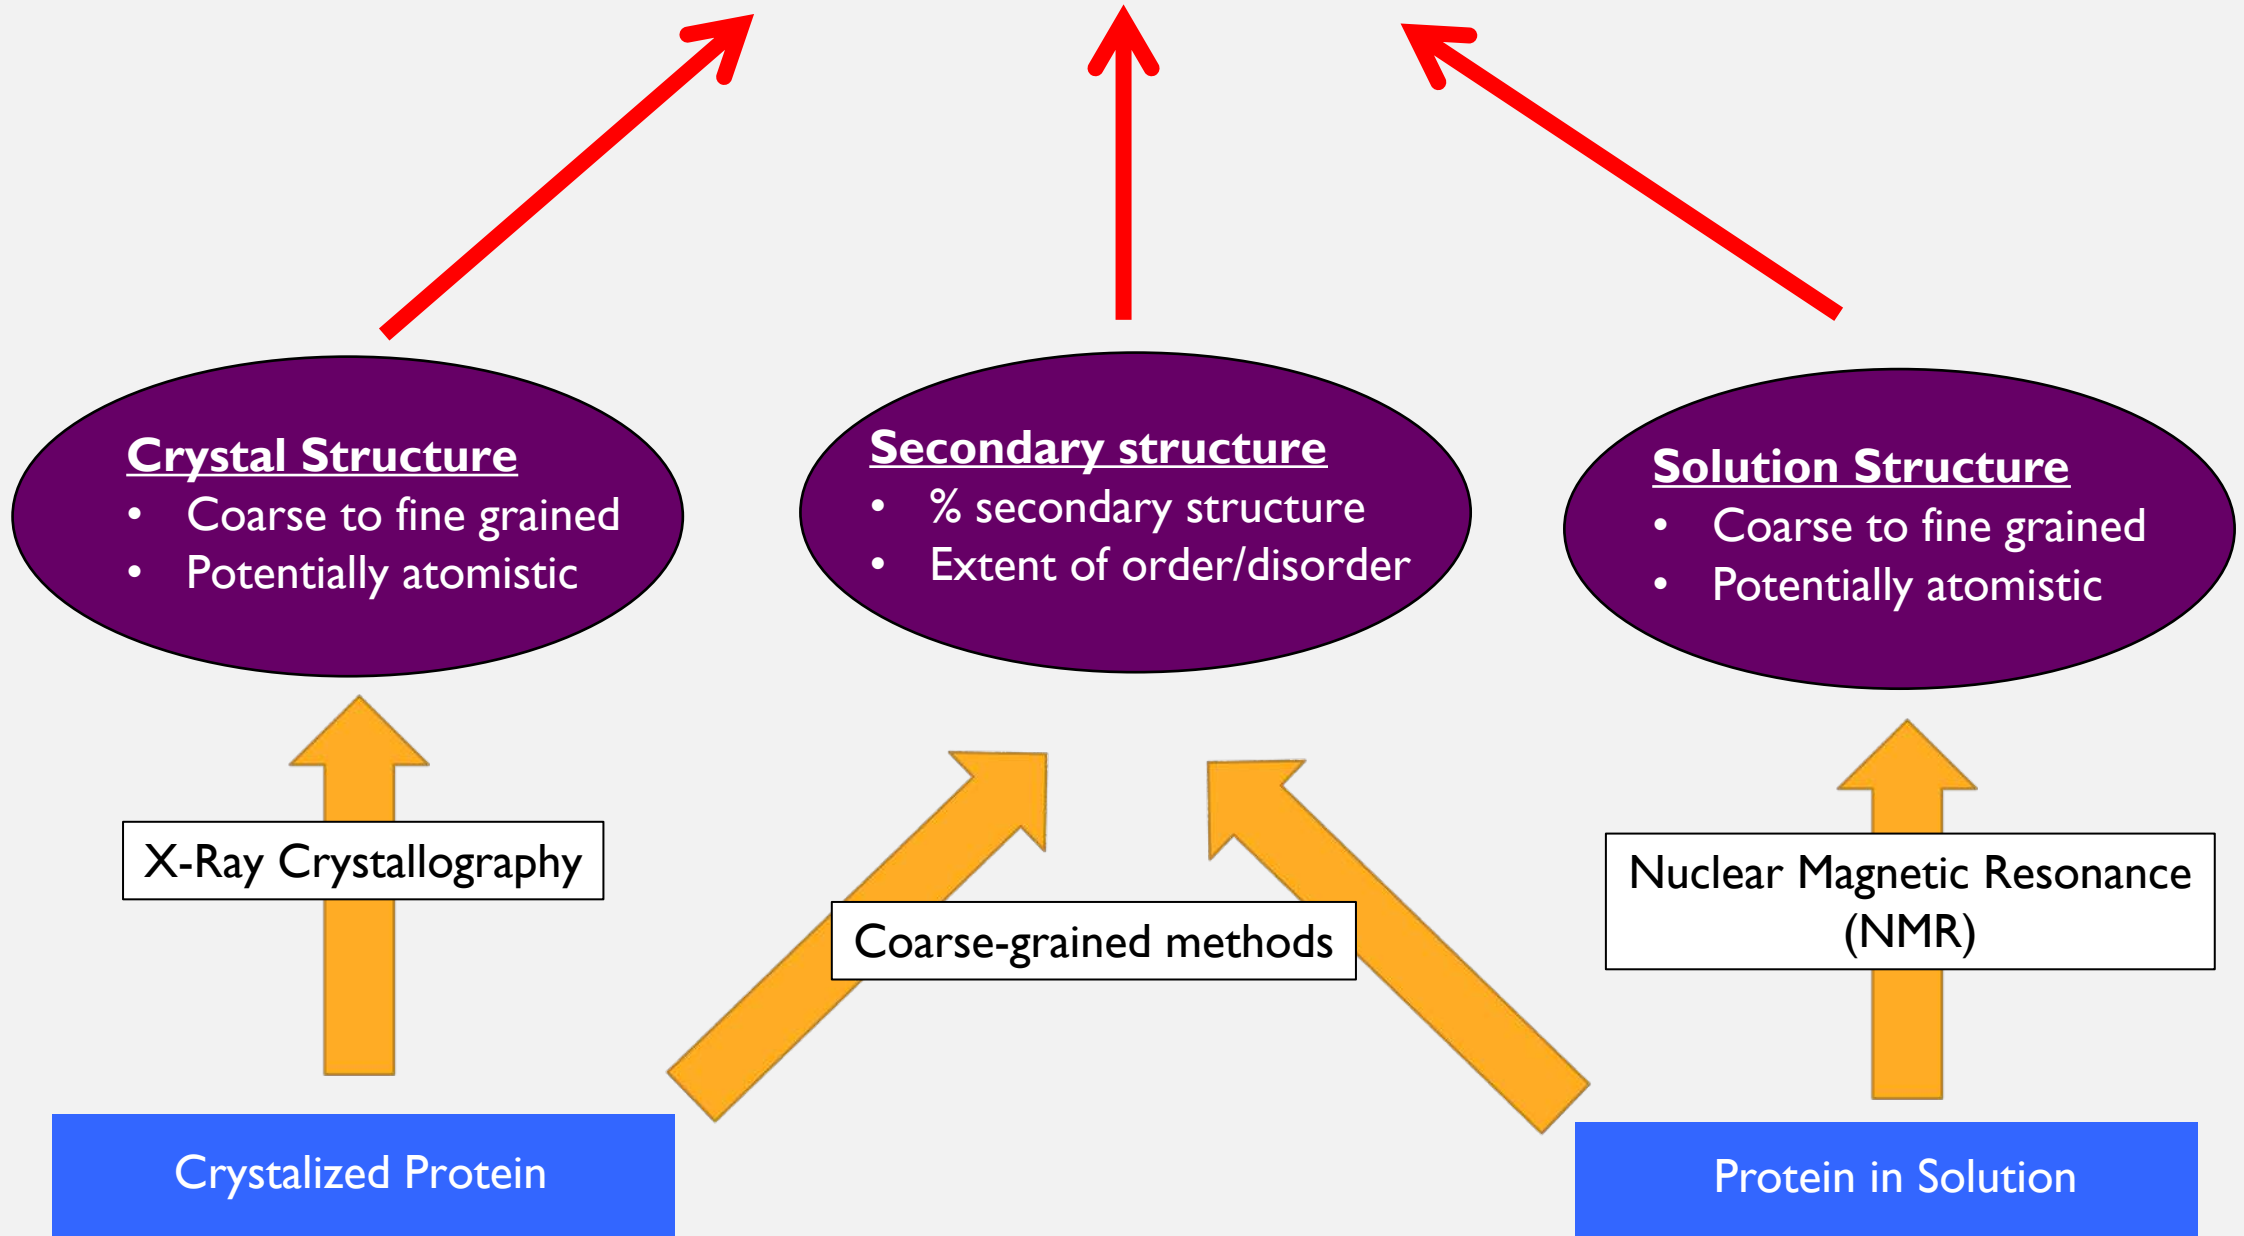 Crystal Structure
• Coarse to fine grained
• Potentially atomistic
Secondary structure
• % secondary structure
• Extent of order/disorder
Solution Structure
• Coarse to fine grained
• Potentially atomistic
X-Ray Crystallography
Coarse-grained methods
Nuclear Magnetic Resonance
(NMR)
Crystalized Protein
Protein in Solution